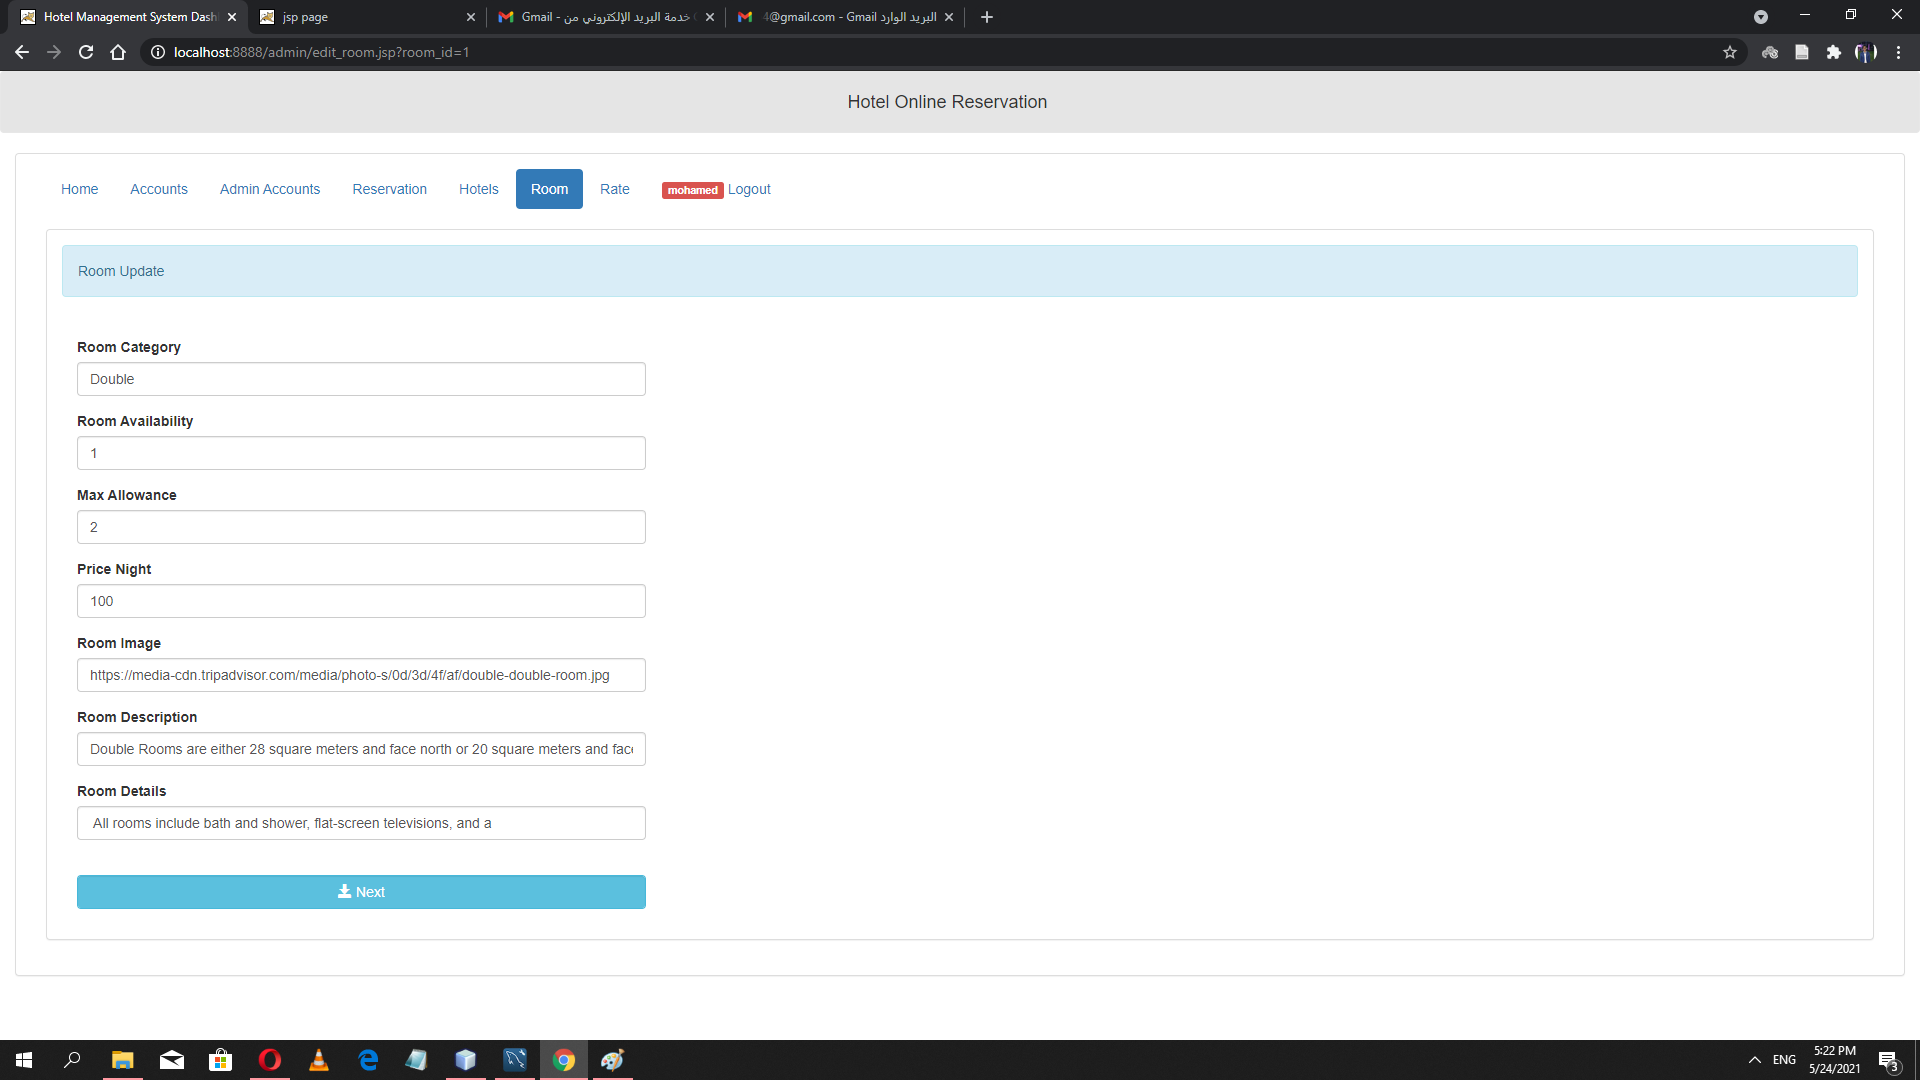 Hotel Management System Dash
jsp page
Gmail - خدمة البريد الإلكتروني من
4@gmail.com - Gmail البريد الوارد
localhost:8888/admin/edit_room.jsp?room_id=1
Hotel Online Reservation
Home Accounts Admin Accounts Reservation Hotels Room Rate mohamed Logout
Room Update
Room Category
Double
Room Availability
1
Max Allowance
2
Price Night
100
Room Image
https://media-cdn.tripadvisor.com/media/photo-s/0d/3d/4f/af/double-double-room.jpg
Room Description
Double Rooms are either 28 square meters and face north or 20 square meters and face
Room Details
All rooms include bath and shower, flat-screen televisions, and a
Next
ENG
5:22 PM
5/24/2021
3